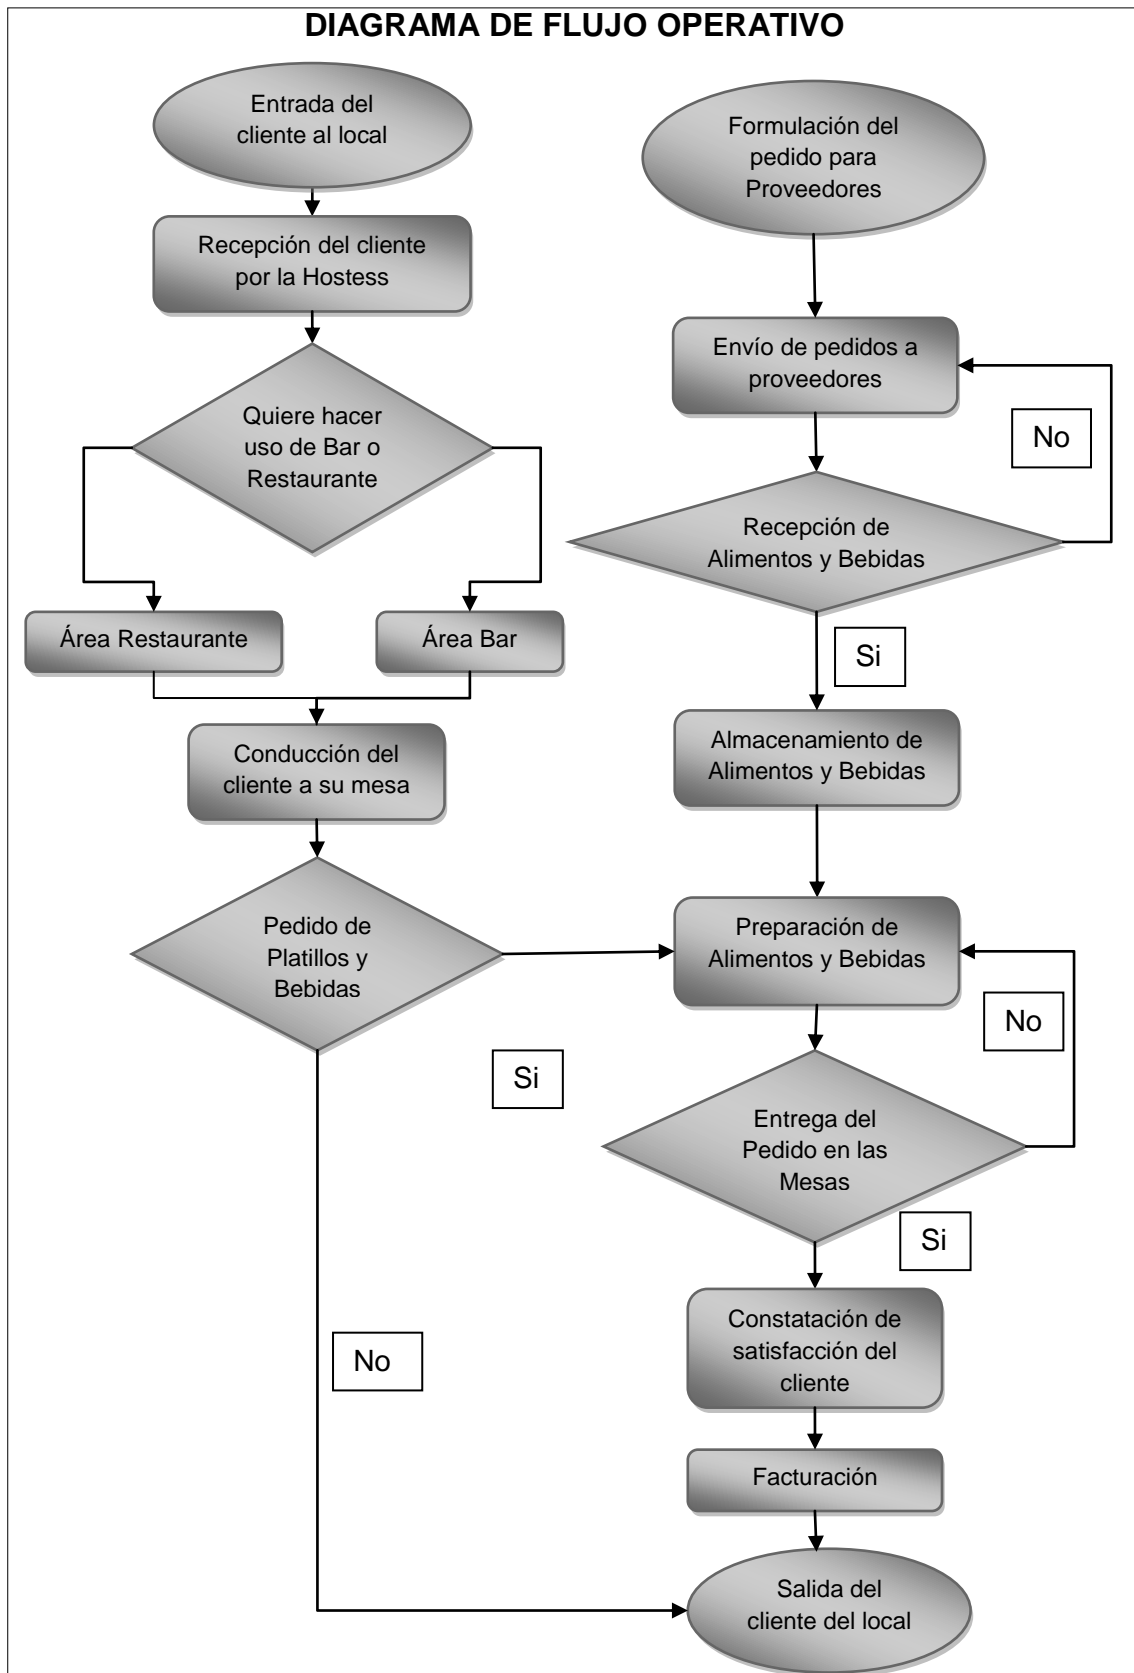 DIAGRAMA DE FLUJO OPERATIVO
Entrada del
cliente al local
Recepción del cliente
por la Hostess
Quiere hacer
uso de Bar o
Restaurante
Área Restaurante
Área Bar
Conducción del
cliente a su mesa
Pedido de
Platillos y
Bebidas
Si
No
Formulación del
pedido para
Proveedores
Envío de pedidos a
proveedores
No
Recepción de
Alimentos y Bebidas
Si
Almacenamiento de
Alimentos y Bebidas
Preparación de
Alimentos y Bebidas
No
Entrega del
Pedido en las
Mesas
Si
Constatación de
satisfacción del
cliente
Facturación
Salida del
cliente del local